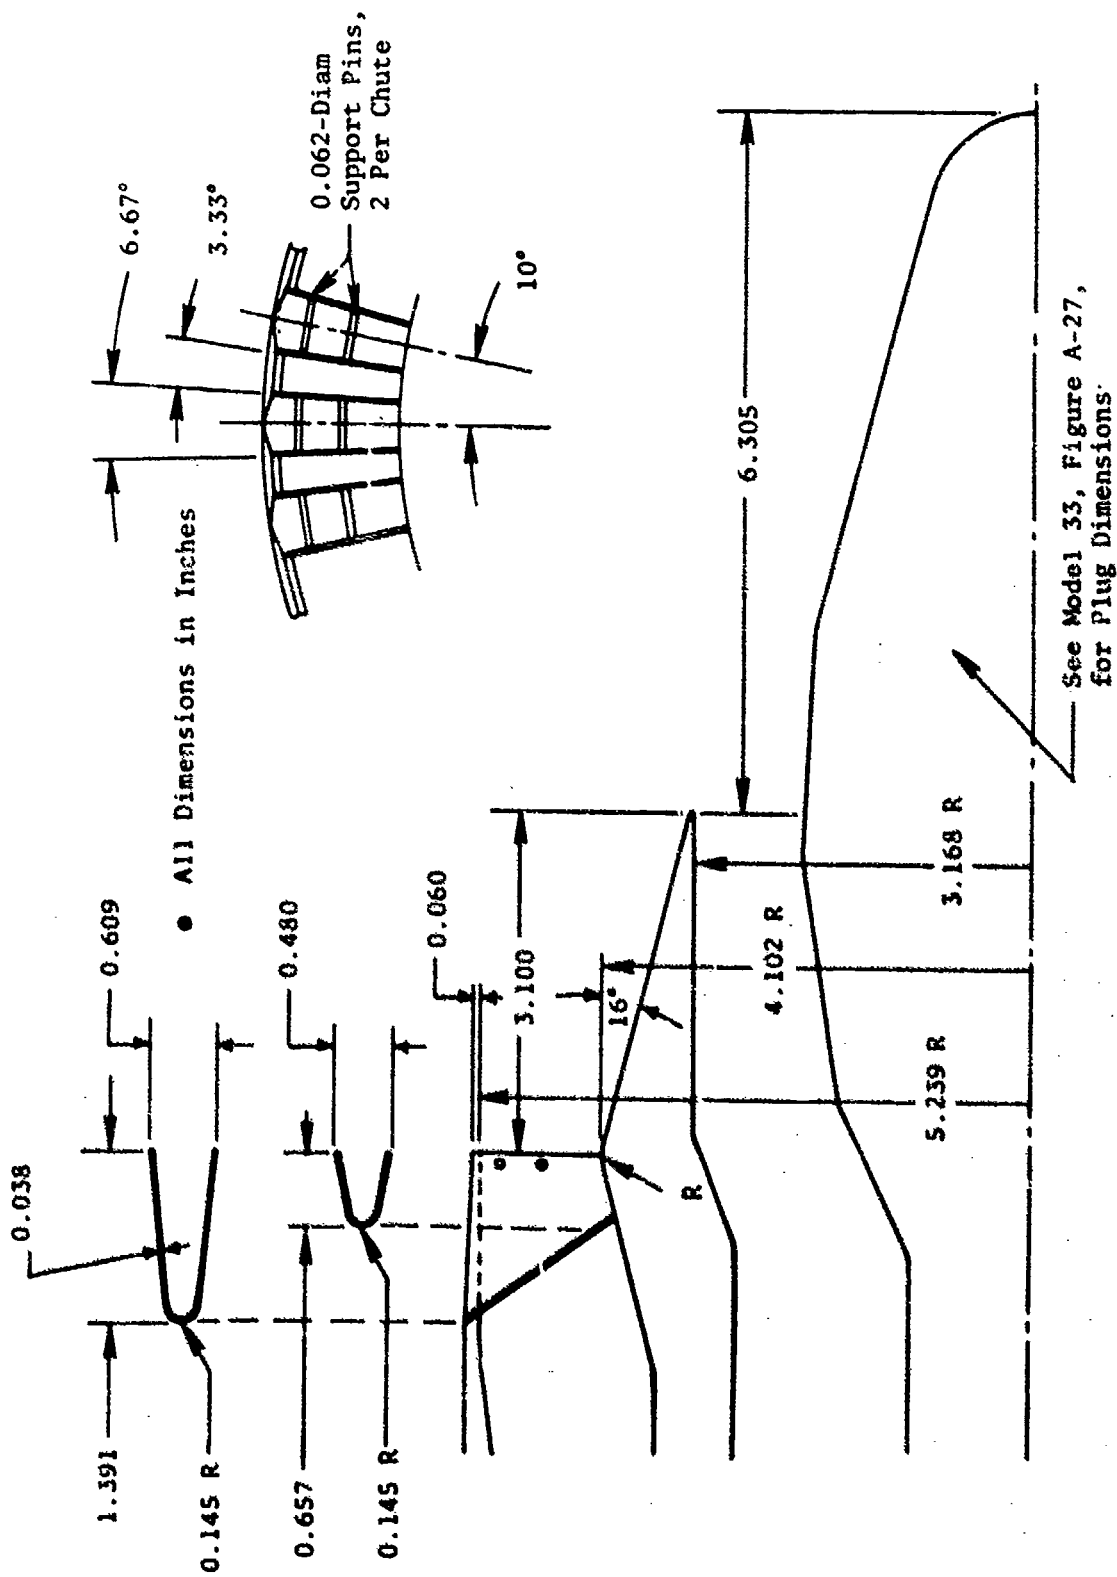 6.67°
3.33°
0.062-Diam
Support Pins,
2 Per Chute
10°
● All Dimensions in Inches
0.609
0.038
1.391
0.145 R
0.480
0.657
0.145 R
0.060
3.100
6.305
16°
R
5.239 R
4.102 R
3.168 R
See Model 33, Figure A-27,
for Plug Dimensions